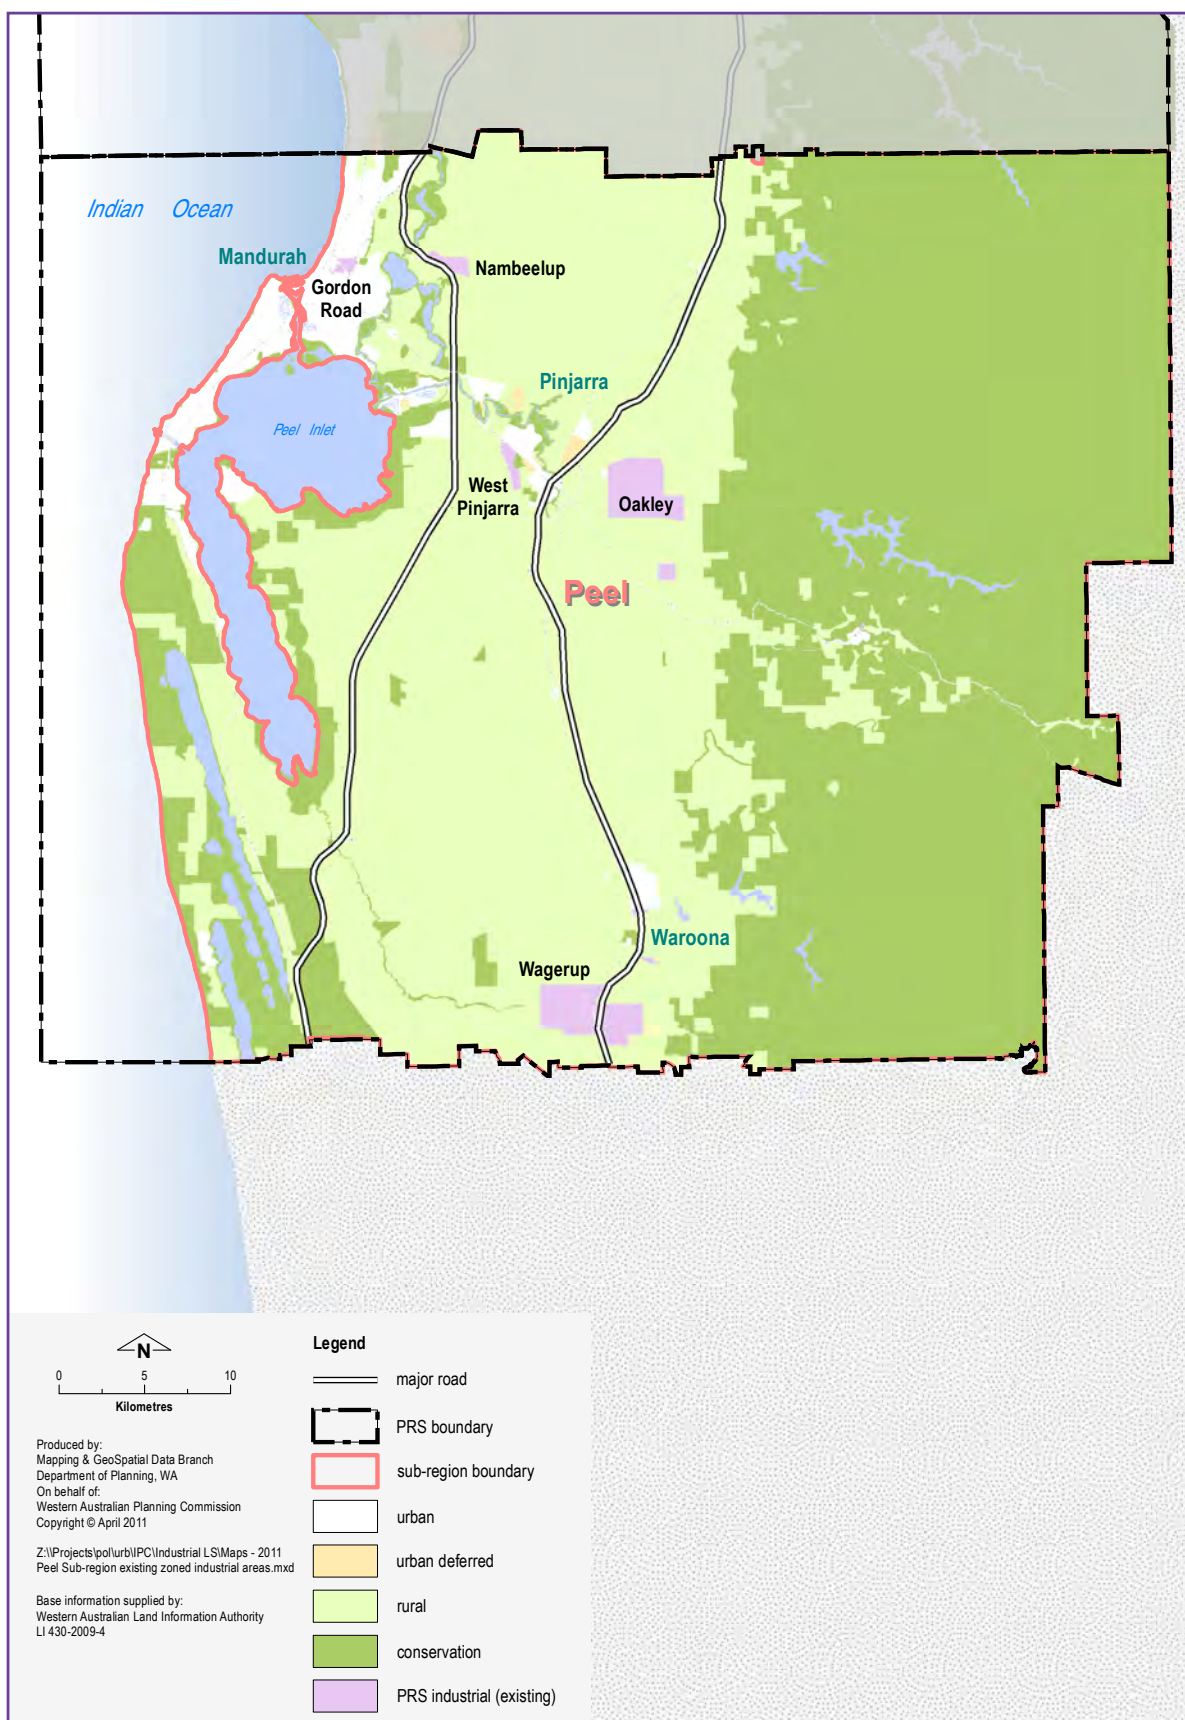 Indian Ocean
Mandurah
Gordon
Road
Nambeelup
Pinjarra
Peel Inlet
West
Pinjarra
Oakley
Peel
Waroona
Wagerup
N
0 5 10
Kilometres
Produced by:
Mapping & GeoSpatial Data Branch
Department of Planning, WA
On behalf of:
Western Australian Planning Commission
Copyright © April 2011
Z:\\Projects\pol\urb\IPC\Industrial LS\Maps - 2011
Peel Sub-region existing zoned industrial areas.mxd
Base information supplied by:
Western Australian Land Information Authority
LI 430-2009-4
Legend
major road
PRS boundary
sub-region boundary
urban
urban deferred
rural
conservation
PRS industrial (existing)